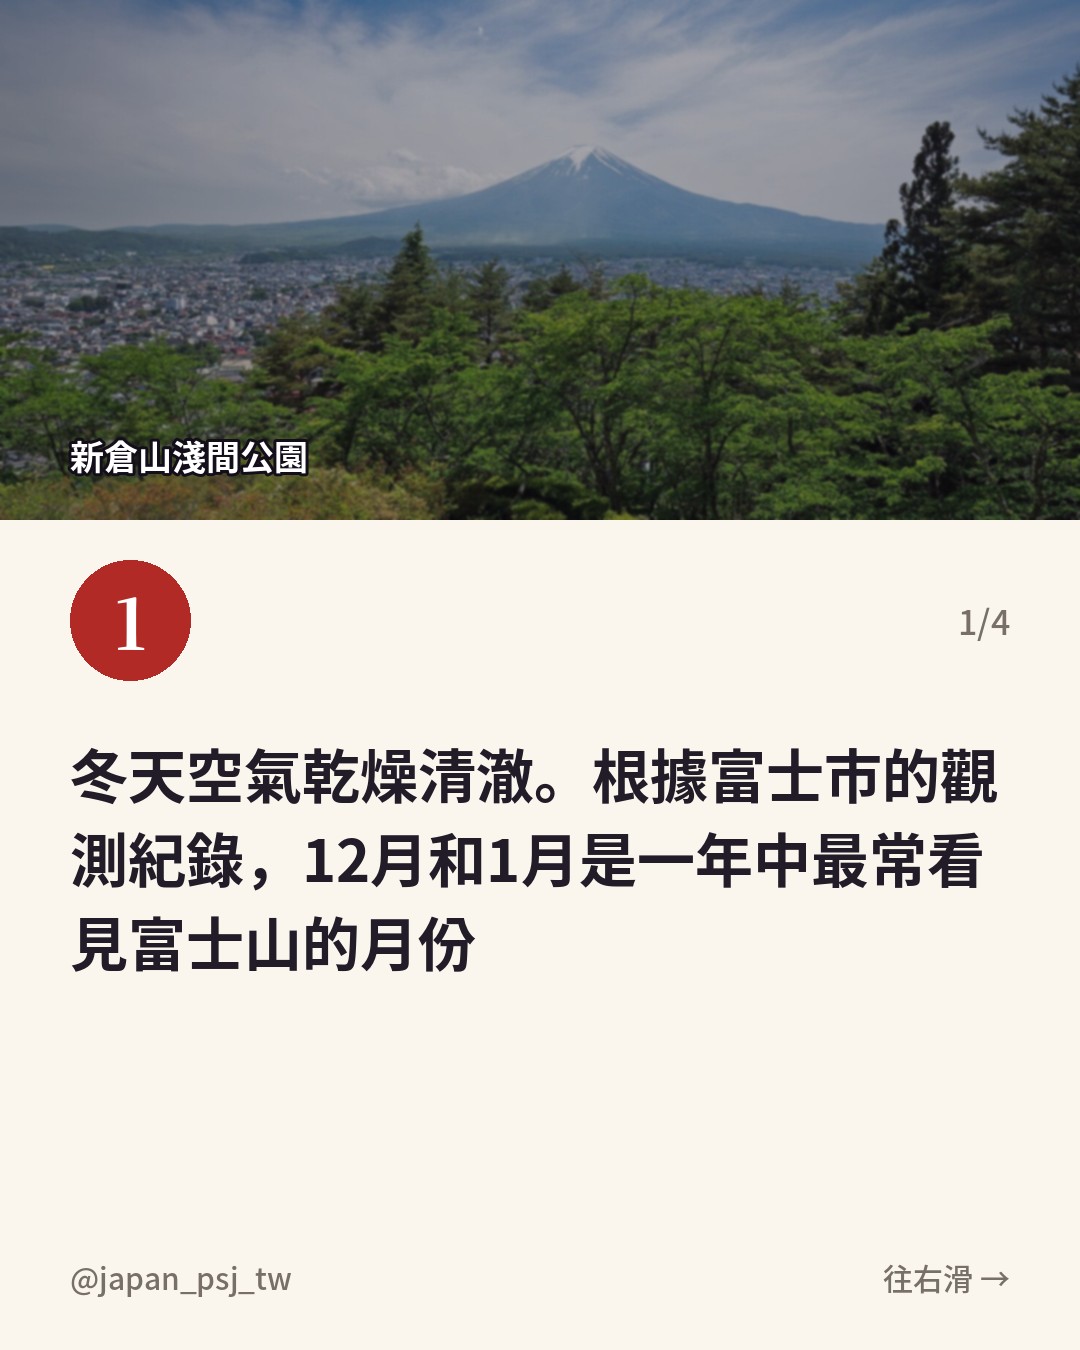 新倉山淺間公園
1
1/4
冬天空氣乾燥清澈。根據富士市的觀
測紀錄，12月和1月是一年中最常看
見富士山的月份
@japan_psj_tw
往右滑 →